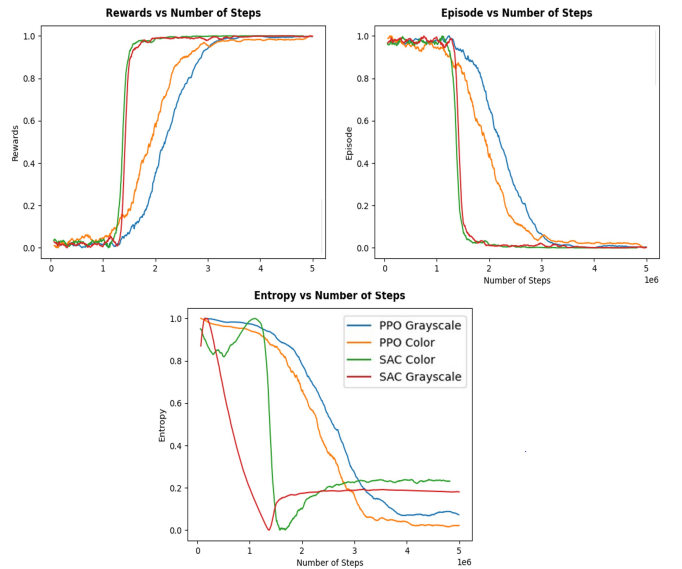 Rewards vs Number of Steps
1.0
0.8
0.6
0.4
0.2
0.0
Rewards
0 1 2 3 4 5
Episode vs Number of Steps
1.0
0.8
0.6
0.4
0.2
0.0
Episode
0 1 2 3 4 5
Number of Steps
1e6
Entropy vs Number of Steps
1.0
0.8
0.6
0.4
0.2
0.0
Entropy
PPO Grayscale
PPO Color
SAC Color
SAC Grayscale
0 1 2 3 4 5
Number of Steps
1e6